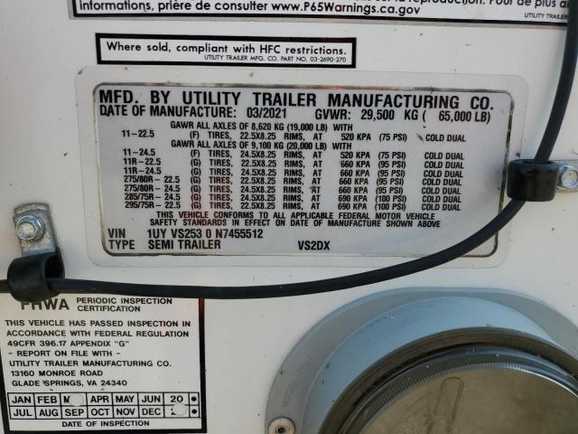 informations, prière de consulter www.P65Warnings.ca.gov
UTILITY TRAILER
Where sold, compliant with HFC restrictions.
UTILITY TRAILER MFG. CO. PART NO. 03-2690-270
MFD. BY UTILITY TRAILER MANUFACTURING CO.
DATE OF MANUFACTURE: 03/2021 GVWR: 29,500 KG ( 65,000 LB)
GAWR ALL AXLES OF 8,620 KG (19,000 LB) WITH
11-22.5 (F) TIRES, 22.5X8.25 RIMS, AT 520 KPA (75 PSI) COLD DUAL
GAWR ALL AXLES OF 9,100 KG (20,000 LB) WITH
11-24.5 (F) TIRES, 24.5X8.25 RIMS, AT 520 KPA (75 PSI) COLD DUAL
11R-22.5 (G) TIRES, 22.5X8.25 RIMS, AT 660 KPA (95 PSI) COLD DUAL
11R-24.5 (G) TIRES, 24.5X8.25 RIMS, AT 660 KPA (95 PSI) COLD DUAL
275/80R-22.5 (G) TIRES, 22.5X8.25 RIMS, AT 660 KPA (95 PSI) COLD DUAL
275/80R-24.5 (G) TIRES, 24.5X8.25 RIMS, AT 660 KPA (95 PSI) COLD DUAL
285/75R-24.5 (G) TIRES, 24.5X8.25 RIMS, AT 690 KPA (100 PSI) COLD DUAL
295/75R-22.5 (G) TIRES, 22.5X8.25 RIMS, AT 690 KPA (100 PSI) COLD DUAL
THIS VEHICLE CONFORMS TO ALL APPLICABLE FEDERAL MOTOR VEHICLE
SAFETY STANDARDS IN EFFECT ON DATE OF MANUFACTURE SHOWN ABOVE
VIN 1UY VS253 0 N7455512
TYPE SEMI TRAILER VS2DX
FHWA PERIODIC INSPECTION
CERTIFICATION
THIS VEHICLE HAS PASSED INSPECTION IN
ACCORDANCE WITH FEDERAL REGULATION
49CFR 396.17 APPENDIX "G"
- REPORT ON FILE WITH -
UTILITY TRAILER MANUFACTURING CO.
13160 MONROE ROAD
GLADE SPRINGS, VA 24340
JAN FEB APR MAY JUN 20
JUL AUG SEP OCT NOV DEC
DATE OF INSPECTION